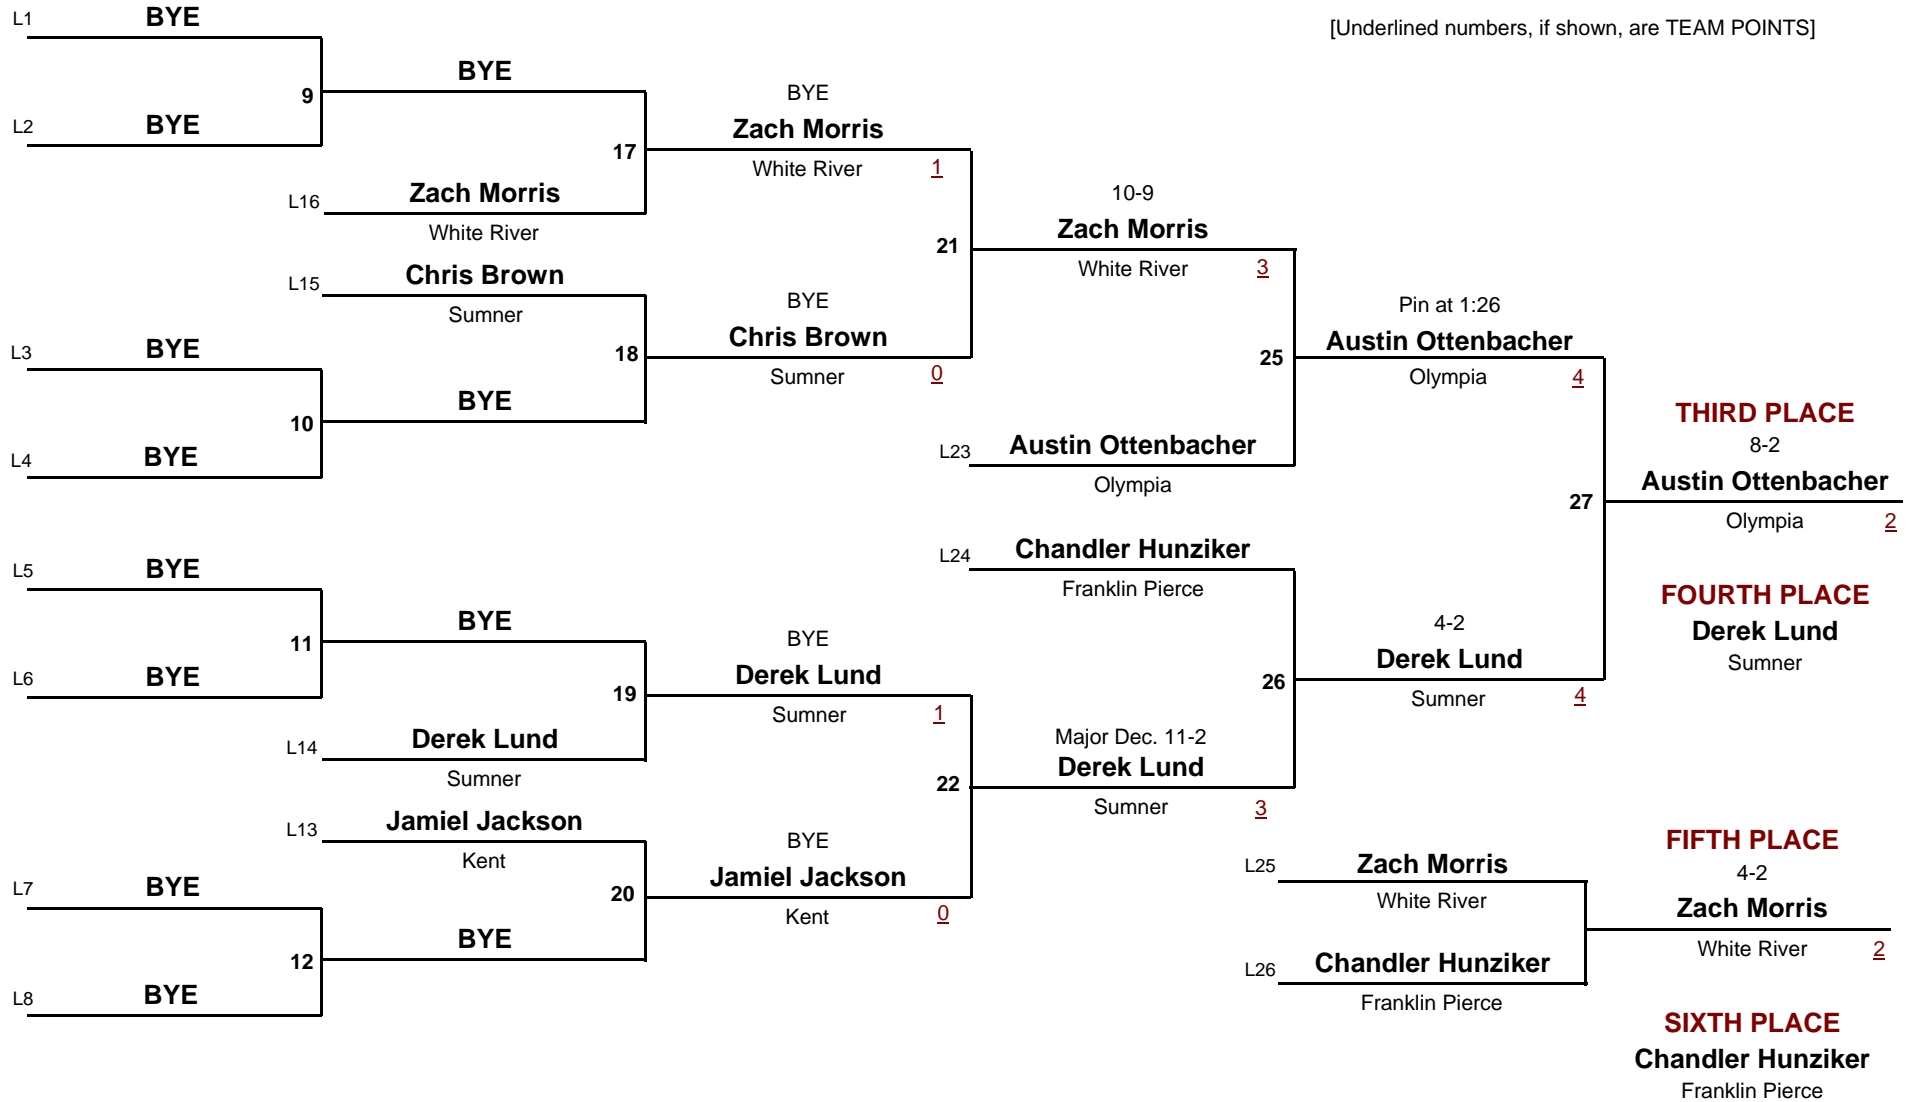 [Underlined numbers, if shown, are TEAM POINTS]
L1 BYE
L2 BYE
9
BYE
L16 Zach Morris
White River
17
BYE
Zach Morris
White River 1
L15 Chris Brown
Sumner
L3 BYE
L4 BYE
10
BYE
18
BYE
Chris Brown
Sumner 0
21
10-9
Zach Morris
White River 3
L23 Austin Ottenbacher
Olympia
25
Pin at 1:26
Austin Ottenbacher
Olympia 4
L5 BYE
L6 BYE
11
BYE
L14 Derek Lund
Sumner
19
BYE
Derek Lund
Sumner 1
L13 Jamiel Jackson
Kent
L7 BYE
L8 BYE
12
BYE
20
BYE
Jamiel Jackson
Kent 0
22
Major Dec. 11-2
Derek Lund
Sumner 3
L24 Chandler Hunziker
Franklin Pierce
26
4-2
Derek Lund
Sumner 4
27
THIRD PLACE
8-2
Austin Ottenbacher
Olympia 2
FOURTH PLACE
Derek Lund
Sumner
L25 Zach Morris
White River
L26 Chandler Hunziker
Franklin Pierce
FIFTH PLACE
4-2
Zach Morris
White River 2
SIXTH PLACE
Chandler Hunziker
Franklin Pierce